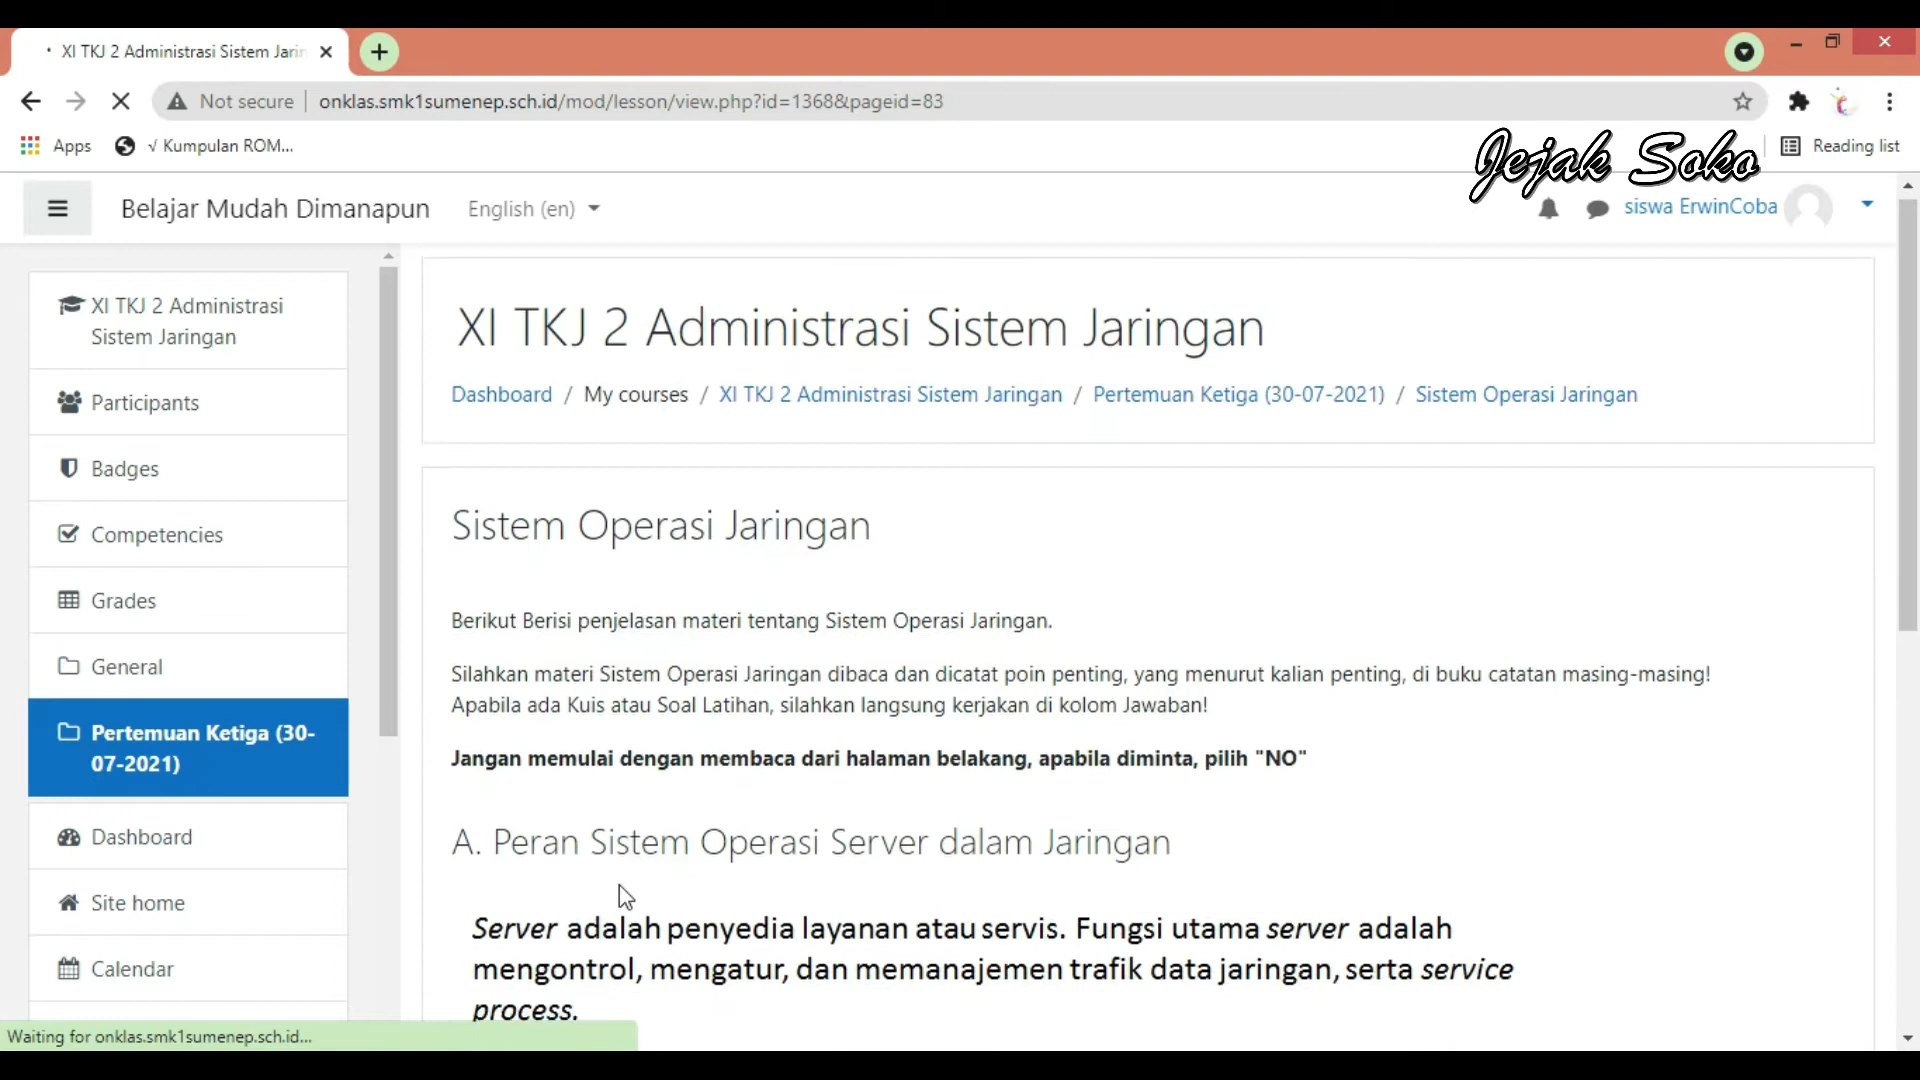 XI TKJ 2 Administrasi Sistem Jarin
Not secure
onklas.smk1sumenep.sch.id/mod/lesson/view.php?id=1368&pageid=83
Apps
√ Kumpulan ROM...
Jejak Soko
Reading list
Belajar Mudah Dimanapun
English (en)
siswa ErwinCoba
XI TKJ 2 Administrasi
Sistem Jaringan
Participants
Badges
Competencies
Grades
General
Pertemuan Ketiga (30-
07-2021)
Dashboard
Site home
Calendar
XI TKJ 2 Administrasi Sistem Jaringan
Dashboard / My courses / XI TKJ 2 Administrasi Sistem Jaringan / Pertemuan Ketiga (30-07-2021) / Sistem Operasi Jaringan
Sistem Operasi Jaringan
Berikut Berisi penjelasan materi tentang Sistem Operasi Jaringan.
Silahkan materi Sistem Operasi Jaringan dibaca dan dicatat poin penting, yang menurut kalian penting, di buku catatan masing-masing!
Apabila ada Kuis atau Soal Latihan, silahkan langsung kerjakan di kolom Jawaban!
Jangan memulai dengan membaca dari halaman belakang, apabila diminta, pilih "NO"
A. Peran Sistem Operasi Server dalam Jaringan
Server adalah penyedia layanan atau servis. Fungsi utama server adalah
mengontrol, mengatur, dan memanajemen trafik data jaringan, serta service
process.
Waiting for onklas.smk1sumenep.sch.id...